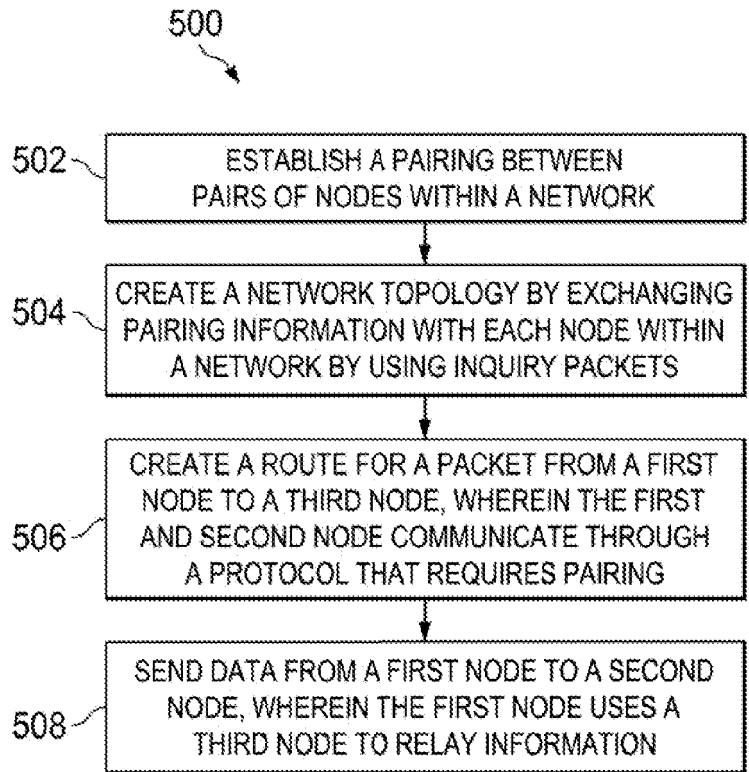 500
502
ESTABLISH A PAIRING BETWEEN
PAIRS OF NODES WITHIN A NETWORK
504
CREATE A NETWORK TOPOLOGY BY EXCHANGING
PAIRING INFORMATION WITH EACH NODE WITHIN
A NETWORK BY USING INQUIRY PACKETS
506
CREATE A ROUTE FOR A PACKET FROM A FIRST
NODE TO A THIRD NODE, WHEREIN THE FIRST
AND SECOND NODE COMMUNICATE THROUGH
A PROTOCOL THAT REQUIRES PAIRING
508
SEND DATA FROM A FIRST NODE TO A SECOND
NODE, WHEREIN THE FIRST NODE USES A
THIRD NODE TO RELAY INFORMATION